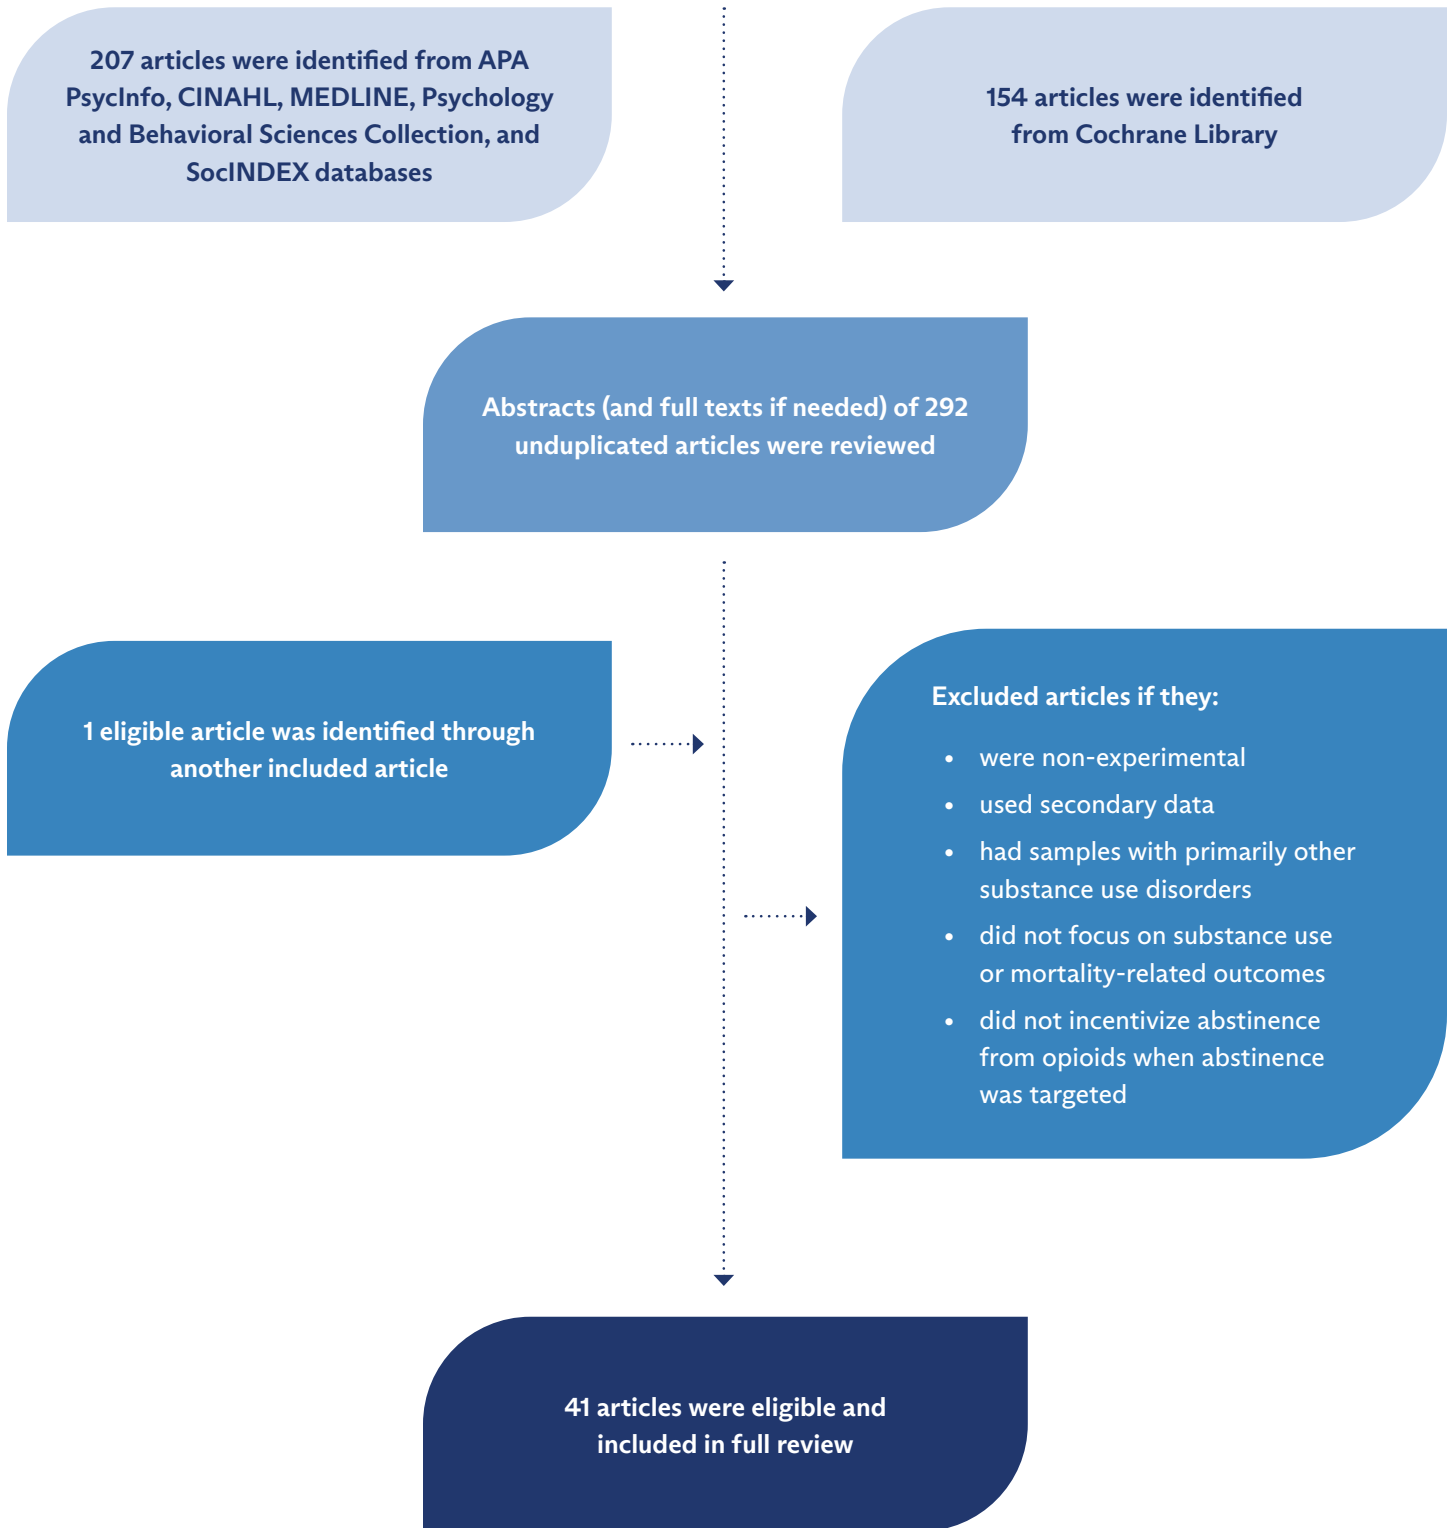 207 articles were identified from APA
PsycInfo, CINAHL, MEDLINE, Psychology
and Behavioral Sciences Collection, and
SocINDEX databases
154 articles were identified
from Cochrane Library
Abstracts (and full texts if needed) of 292
unduplicated articles were reviewed
1 eligible article was identified through
another included article
Excluded articles if they:
• were non-experimental
• used secondary data
• had samples with primarily other
substance use disorders
• did not focus on substance use
or mortality-related outcomes
• did not incentivize abstinence
from opioids when abstinence
was targeted
41 articles were eligible and
included in full review